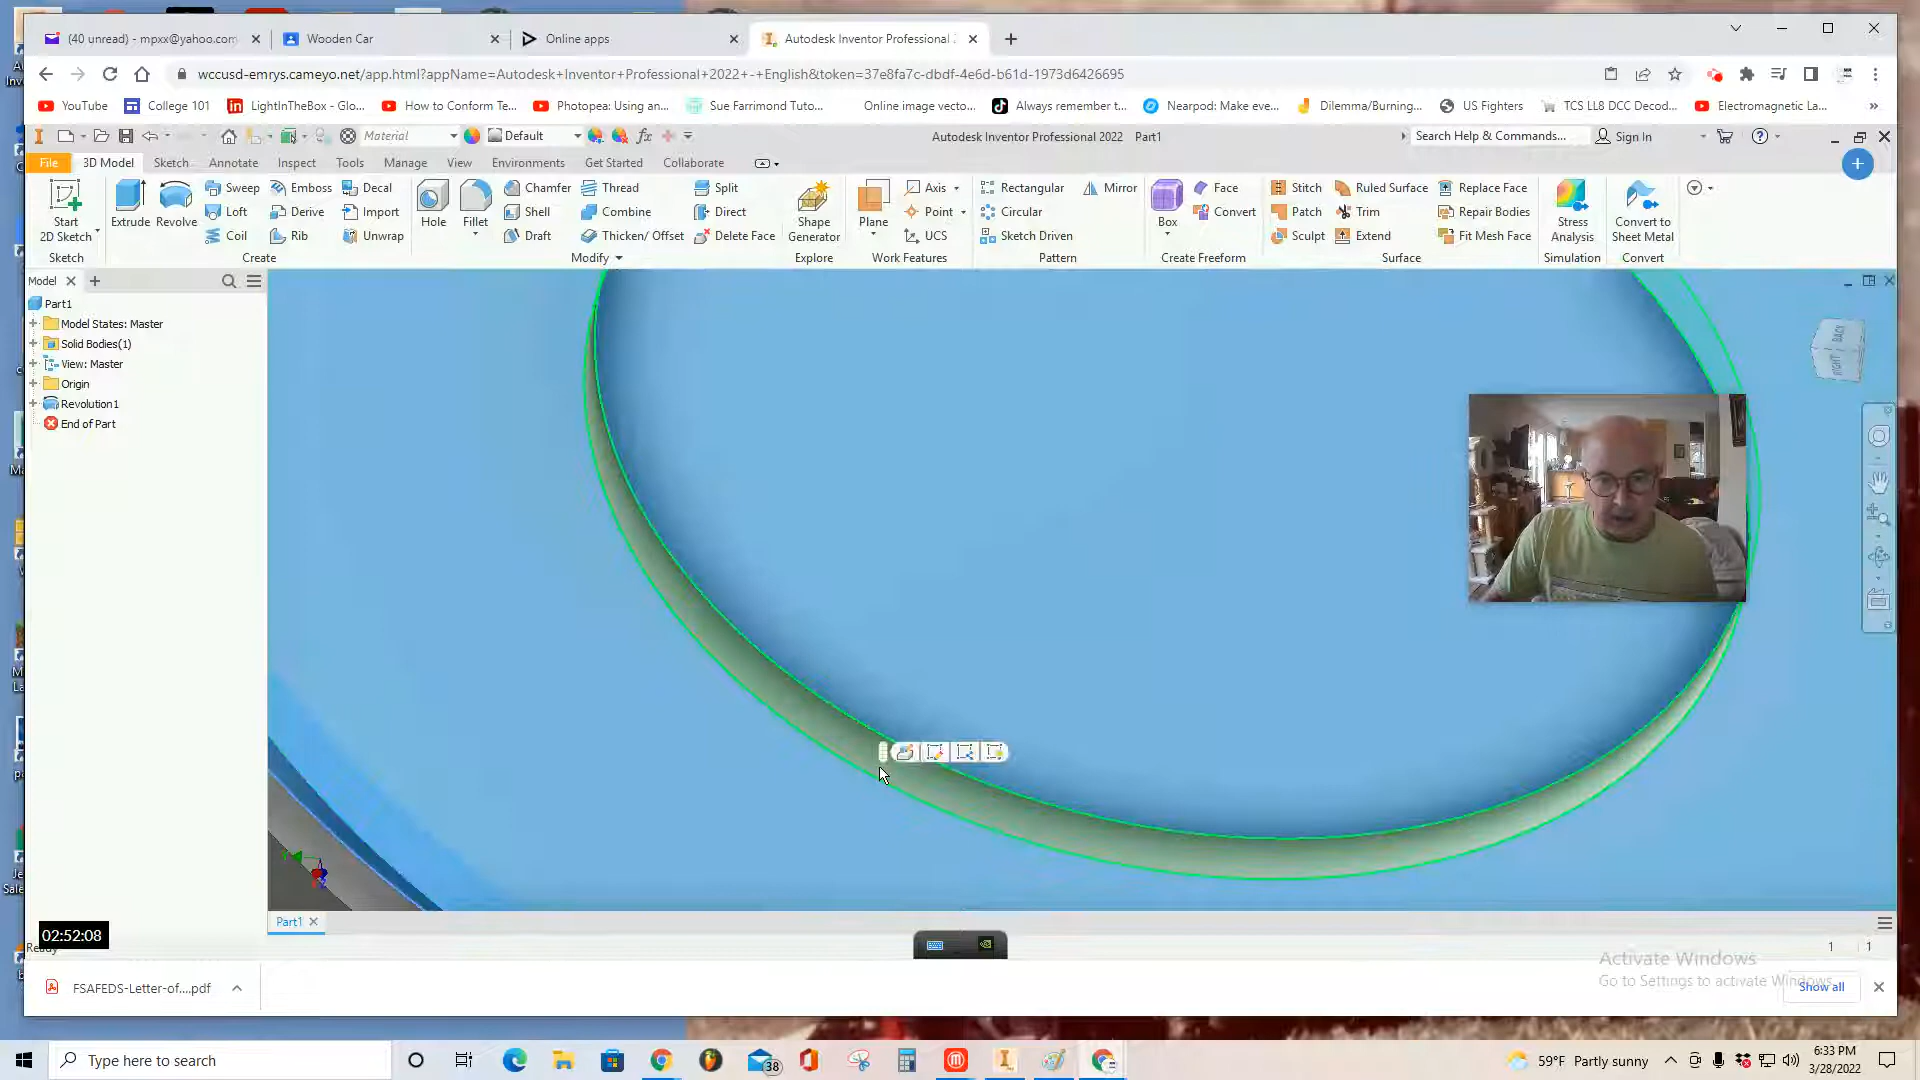 (40 unread) - mpxx@yahoo.com
Wooden Car
Online apps
Autodesk Inventor Professional 2
wccusd-emrys.cameyo.net/app.html?appName=Autodesk+Inventor+Professional+2022+-+English&token=37e8fa7c-dbdf-4e6d-b61d-1973d6426695
YouTube
College 101
LightInTheBox - Glo...
How to Conform Te...
Photopea: Using an...
Sue Farrimond Tuto...
Online image vecto...
Always remember t...
Nearpod: Make eve...
Dilemma/Burning...
US Fighters
TCS LL8 DCC Decod...
Electromagnetic La...
Material
Default
Autodesk Inventor Professional 2022 Part1
Search Help & Commands...
Sign In
File
3D Model
Sketch
Annotate
Inspect
Tools
Manage
View
Environments
Get Started
Collaborate
Start
2D Sketch
Extrude
Revolve
Sweep
Loft
Coil
Emboss
Derive
Rib
Decal
Import
Unwrap
Hole
Fillet
Chamfer
Shell
Draft
Thread
Combine
Thicken/ Offset
Split
Direct
Delete Face
Shape
Generator
Plane
Axis
Point
UCS
Rectangular
Circular
Sketch Driven
Mirror
Box
Face
Convert
Stitch
Patch
Sculpt
Ruled Surface
Trim
Extend
Replace Face
Repair Bodies
Fit Mesh Face
Stress
Analysis
Convert to
Sheet Metal
Sketch
Create
Modify
Explore
Work Features
Pattern
Create Freeform
Surface
Simulation
Convert
Model
Part1
Model States: Master
Solid Bodies(1)
View: Master
Origin
Revolution1
End of Part
BACK
RIGHT
Part1
02:52:08
Ready
1 1
Activate Windows
Go to Settings to activate Windows.
FSAFEDS-Letter-of....pdf
Show all
Type here to search
38
59°F Partly sunny
6:33 PM
3/28/2022